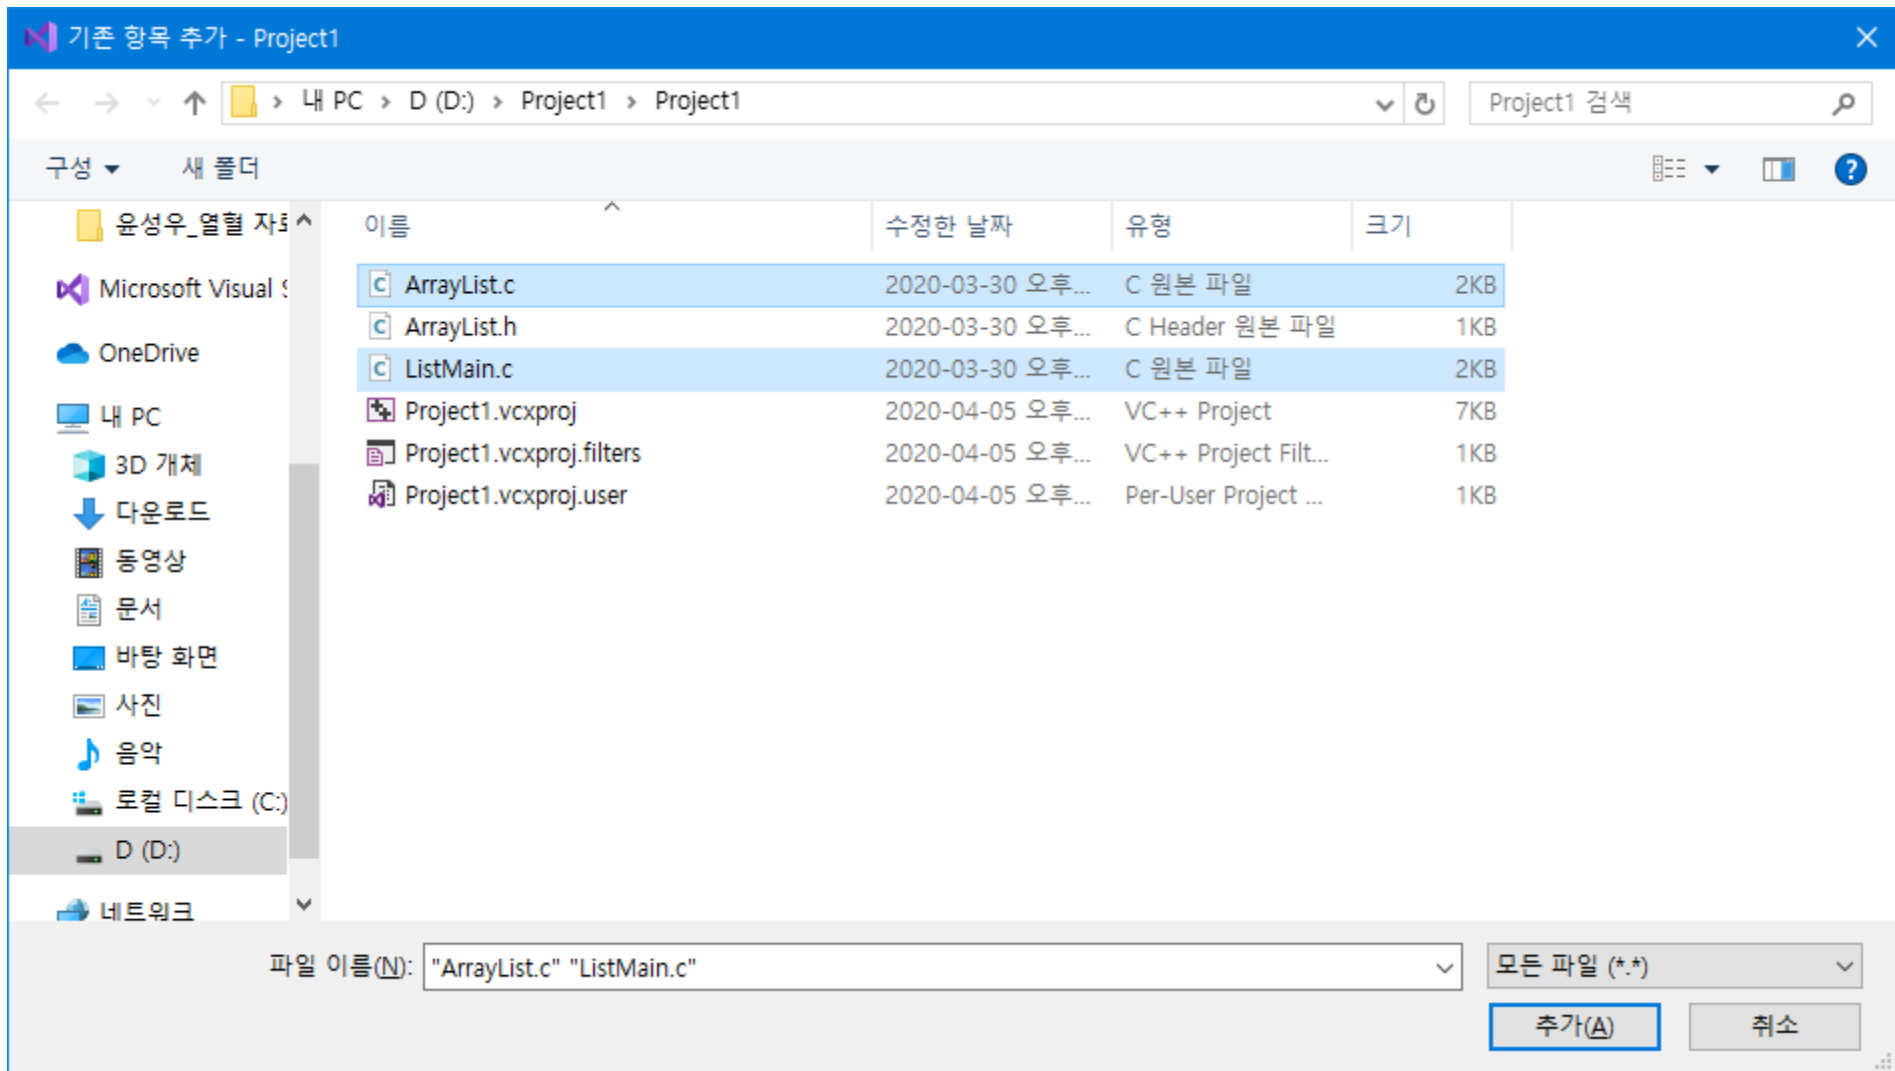 기존 항목 추가 - Project1
내 PC > D (D:) > Project1 > Project1
Project1 검색
구성 새 폴더
윤성우_열혈 자료
Microsoft Visual S
OneDrive
내 PC
3D 개체
다운로드
동영상
문서
바탕 화면
사진
음악
로컬 디스크 (C:)
D (D:)
네트워크
이름 수정한 날짜 유형 크기
ArrayList.c 2020-03-30 오후... C 원본 파일 2KB
ArrayList.h 2020-03-30 오후... C Header 원본 파일 1KB
ListMain.c 2020-03-30 오후... C 원본 파일 2KB
Project1.vcxproj 2020-04-05 오후... VC++ Project 7KB
Project1.vcxproj.filters 2020-04-05 오후... VC++ Project Filt... 1KB
Project1.vcxproj.user 2020-04-05 오후... Per-User Project ... 1KB
파일 이름(N): "ArrayList.c" "ListMain.c" 모든 파일 (*.*)
추가(A) 취소